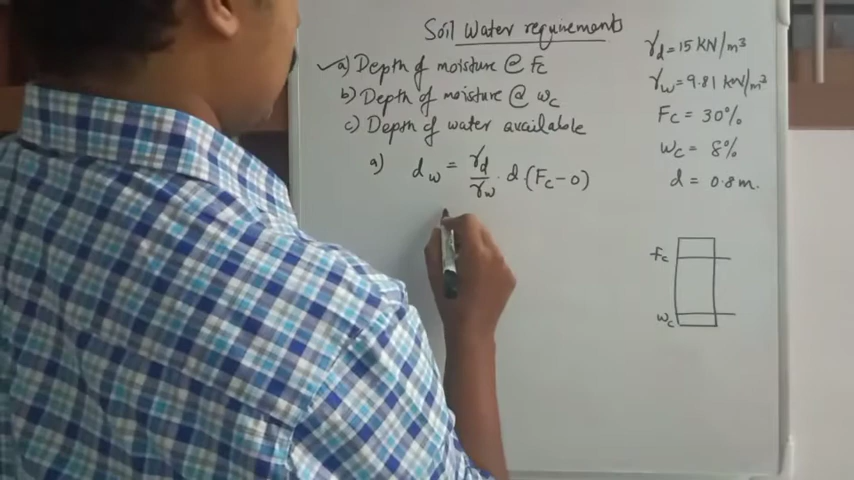 Soil Water requirements
a) Depth of moisture @ Fc
b) Depth of moisture @ wc
c) Depth of water available
a) dw = γd/γw · d (Fc - 0)
γd = 15 KN/m³
γw = 9.81 KN/m³
Fc = 30%
wc = 8%
d = 0.8 m.
Fc
wc